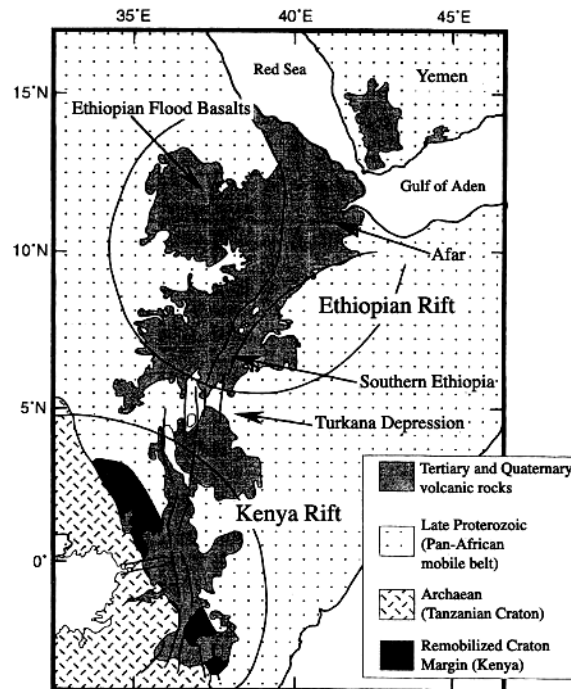 35°E
40°E
45°E
15°N
Red Sea
Yemen
Ethiopian Flood Basalts
Gulf of Aden
10°N
Afar
Ethiopian Rift
Southern Ethiopia
5°N
Turkana Depression
Tertiary and Quaternary
volcanic rocks
Kenya Rift
Late Proterozoic
(Pan-African
mobile belt)
0°
Archaean
(Tanzanian Craton)
Remobilized Craton
Margin (Kenya)